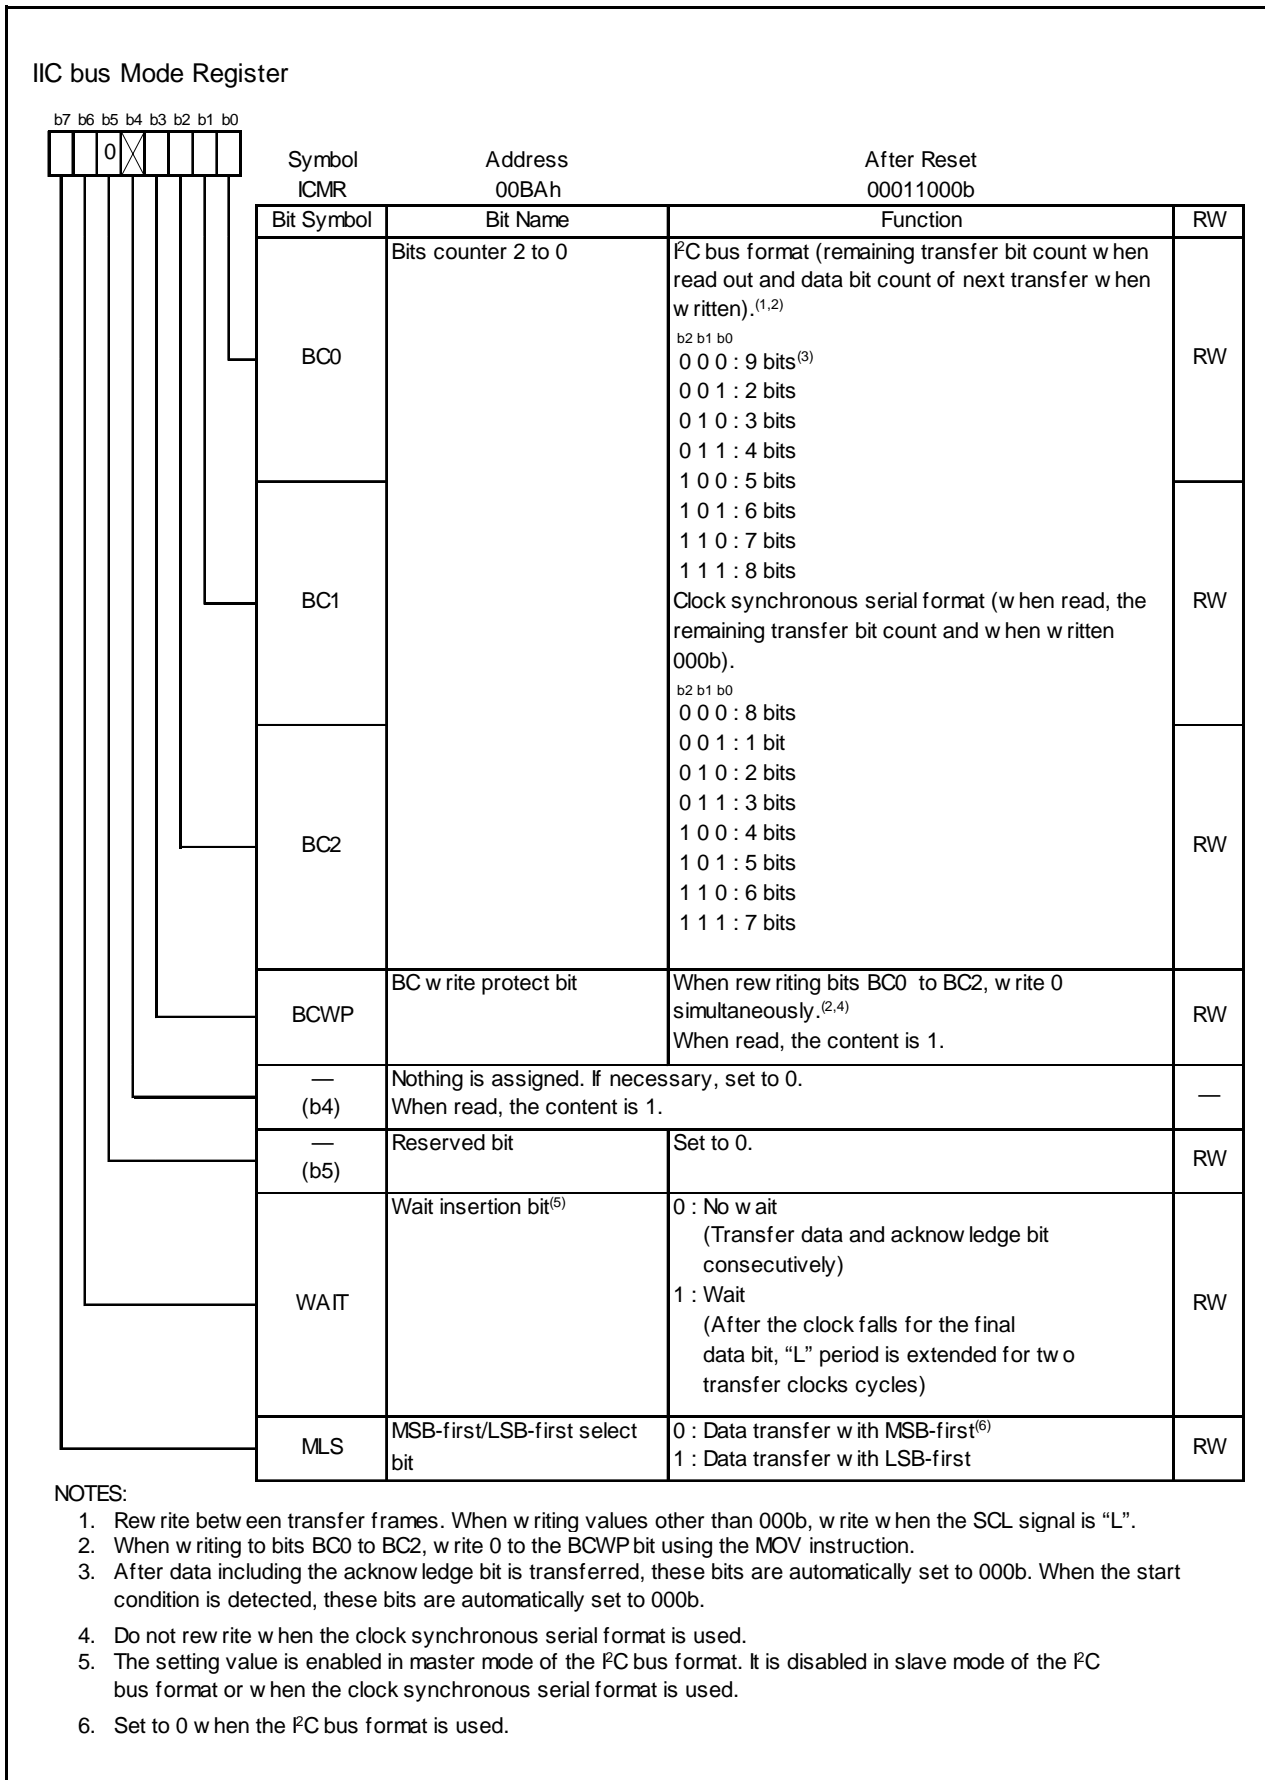 IIC bus Mode Register
b7 b6 b5 b4 b3 b2 b1 b0
0
Symbol Address After Reset
ICMR 00BAh 00011000b
Bit Symbol Bit Name Function RW
BC0 Bits counter 2 to 0 I²C bus format (remaining transfer bit count when
read out and data bit count of next transfer when
written).(1,2)
b2 b1 b0
0 0 0 : 9 bits(3) RW
0 0 1 : 2 bits
0 1 0 : 3 bits
0 1 1 : 4 bits
1 0 0 : 5 bits
1 0 1 : 6 bits
1 1 0 : 7 bits
1 1 1 : 8 bits
BC1 Clock synchronous serial format (when read, the RW
remaining transfer bit count and when written
000b).
b2 b1 b0
0 0 0 : 8 bits
0 0 1 : 1 bit
0 1 0 : 2 bits
0 1 1 : 3 bits
BC2 1 0 0 : 4 bits RW
1 0 1 : 5 bits
1 1 0 : 6 bits
1 1 1 : 7 bits
BCWP BC write protect bit When rewriting bits BC0 to BC2, write 0
simultaneously.(2,4) RW
When read, the content is 1.
— Nothing is assigned. If necessary, set to 0. —
(b4) When read, the content is 1.
— Reserved bit Set to 0. RW
(b5)
WAIT Wait insertion bit(5) 0 : No wait
(Transfer data and acknowledge bit
consecutively)
1 : Wait RW
(After the clock falls for the final
data bit, “L” period is extended for two
transfer clocks cycles)
MLS MSB-first/LSB-first select 0 : Data transfer with MSB-first(6) RW
bit 1 : Data transfer with LSB-first
NOTES:
1. Rewrite between transfer frames. When writing values other than 000b, write when the SCL signal is “L”.
2. When writing to bits BC0 to BC2, write 0 to the BCWP bit using the MOV instruction.
3. After data including the acknowledge bit is transferred, these bits are automatically set to 000b. When the start
condition is detected, these bits are automatically set to 000b.
4. Do not rewrite when the clock synchronous serial format is used.
5. The setting value is enabled in master mode of the I²C bus format. It is disabled in slave mode of the I²C
bus format or when the clock synchronous serial format is used.
6. Set to 0 when the I²C bus format is used.